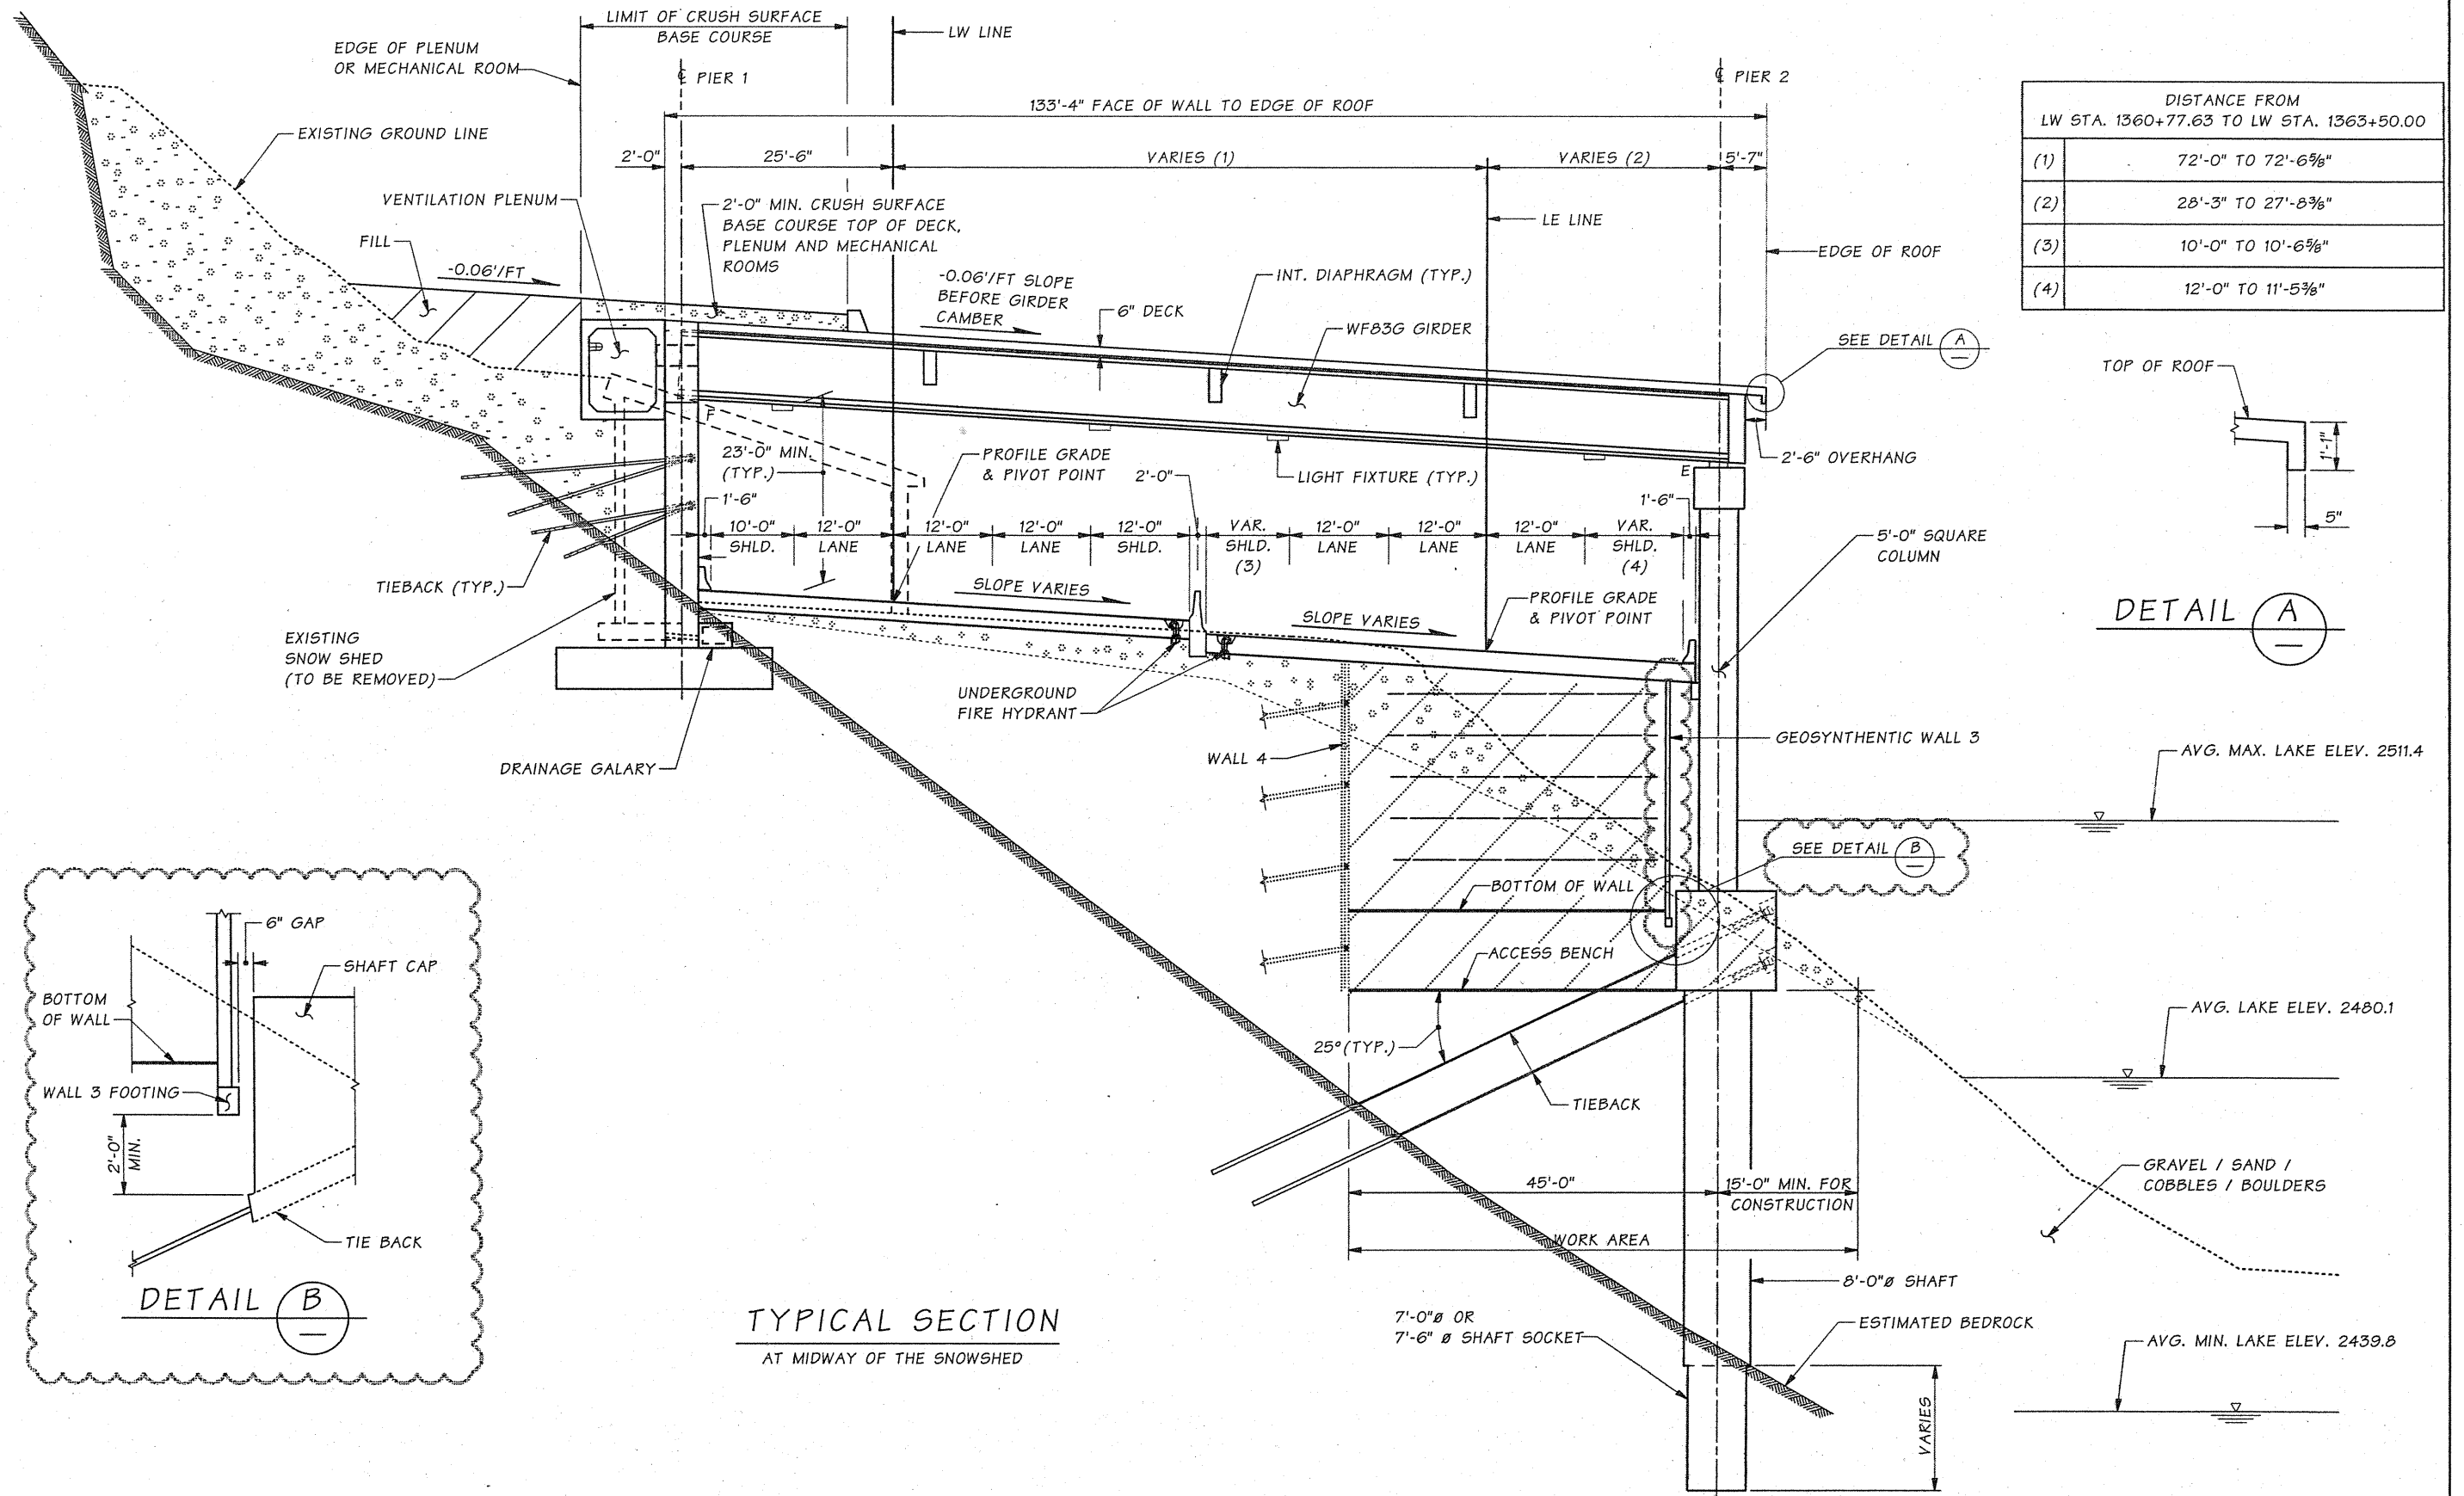 LIMIT OF CRUSH SURFACE
BASE COURSE
LW LINE
EDGE OF PLENUM
OR MECHANICAL ROOM
℄ PIER 1
℄ PIER 2
133'-4" FACE OF WALL TO EDGE OF ROOF
EXISTING GROUND LINE
2'-0"
25'-6"
VARIES (1)
VARIES (2)
5'-7"
DISTANCE FROM
LW STA. 1360+77.63 TO LW STA. 1363+50.00
(1) 72'-0" TO 72'-6⅝"
(2) 28'-3" TO 27'-8⅜"
(3) 10'-0" TO 10'-6⅝"
(4) 12'-0" TO 11'-5⅜"
VENTILATION PLENUM
2'-0" MIN. CRUSH SURFACE
BASE COURSE TOP OF DECK,
PLENUM AND MECHANICAL
ROOMS
LE LINE
FILL
EDGE OF ROOF
-0.06'/FT
-0.06'/FT SLOPE
BEFORE GIRDER
CAMBER
INT. DIAPHRAGM (TYP.)
6" DECK
WF83G GIRDER
SEE DETAIL A
TOP OF ROOF
1'-1"
5"
DETAIL A
F
23'-0" MIN.
(TYP.)
PROFILE GRADE
& PIVOT POINT
2'-0"
LIGHT FIXTURE (TYP.)
2'-6" OVERHANG
E
1'-6"
1'-6"
10'-0"
SHLD.
12'-0"
LANE
12'-0"
LANE
12'-0"
LANE
12'-0"
SHLD.
VAR.
SHLD.
(3)
12'-0"
LANE
12'-0"
LANE
12'-0"
LANE
VAR.
SHLD.
(4)
5'-0" SQUARE
COLUMN
TIEBACK (TYP.)
SLOPE VARIES
SLOPE VARIES
PROFILE GRADE
& PIVOT POINT
EXISTING
SNOW SHED
(TO BE REMOVED)
UNDERGROUND
FIRE HYDRANT
DRAINAGE GALARY
WALL 4
GEOSYNTHENTIC WALL 3
AVG. MAX. LAKE ELEV. 2511.4
SEE DETAIL B
BOTTOM OF WALL
ACCESS BENCH
25°(TYP.)
AVG. LAKE ELEV. 2480.1
TIEBACK
45'-0"
15'-0" MIN. FOR
CONSTRUCTION
WORK AREA
GRAVEL / SAND /
COBBLES / BOULDERS
8'-0"ø SHAFT
7'-0"ø OR
7'-6" ø SHAFT SOCKET
ESTIMATED BEDROCK
AVG. MIN. LAKE ELEV. 2439.8
VARIES
6" GAP
SHAFT CAP
BOTTOM
OF WALL
WALL 3 FOOTING
2'-0"
MIN.
TIE BACK
DETAIL B
TYPICAL SECTION
AT MIDWAY OF THE SNOWSHED